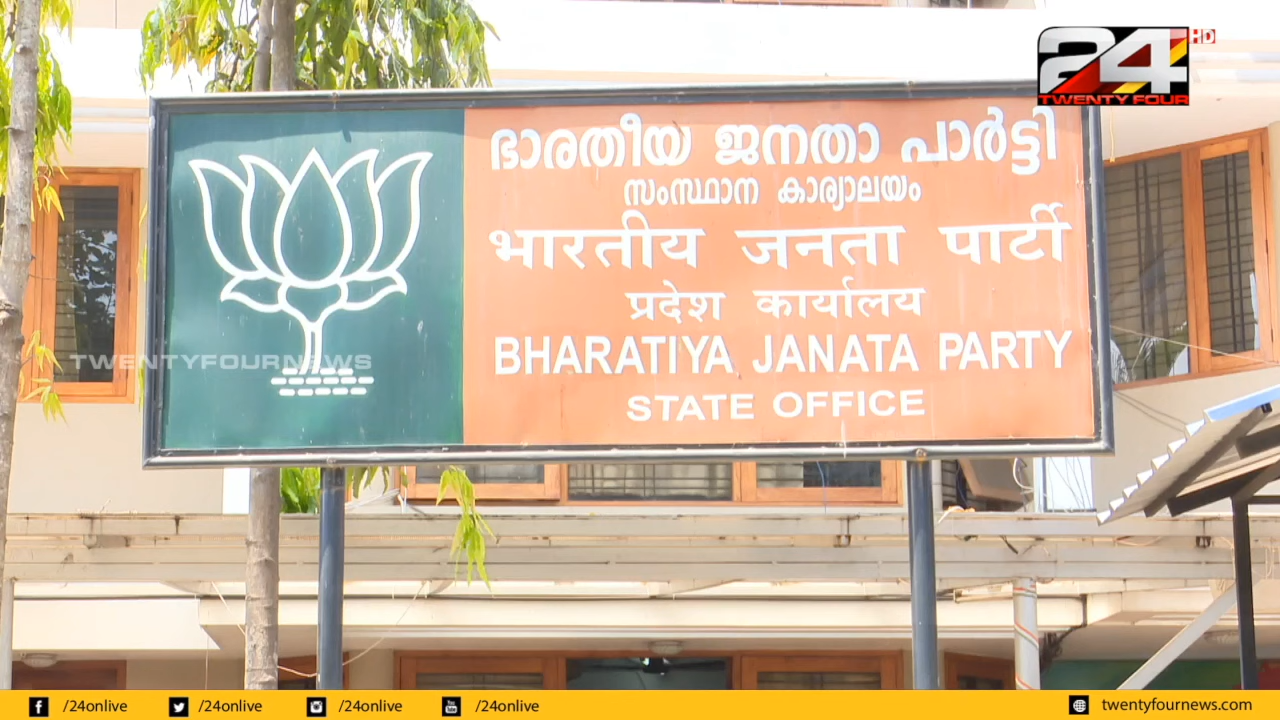 24 HD
TWENTY FOUR
ഭാരതീയ ജനതാ പാർട്ടി
സംസ്ഥാന കാര്യാലയം
भारतीय जनता पार्टी
प्रदेश कार्यालय
BHARATIYA JANATA PARTY
STATE OFFICE
TWENTYFOURNEWS
/24onlive /24onlive /24onlive /24onlive twentyfournews.com